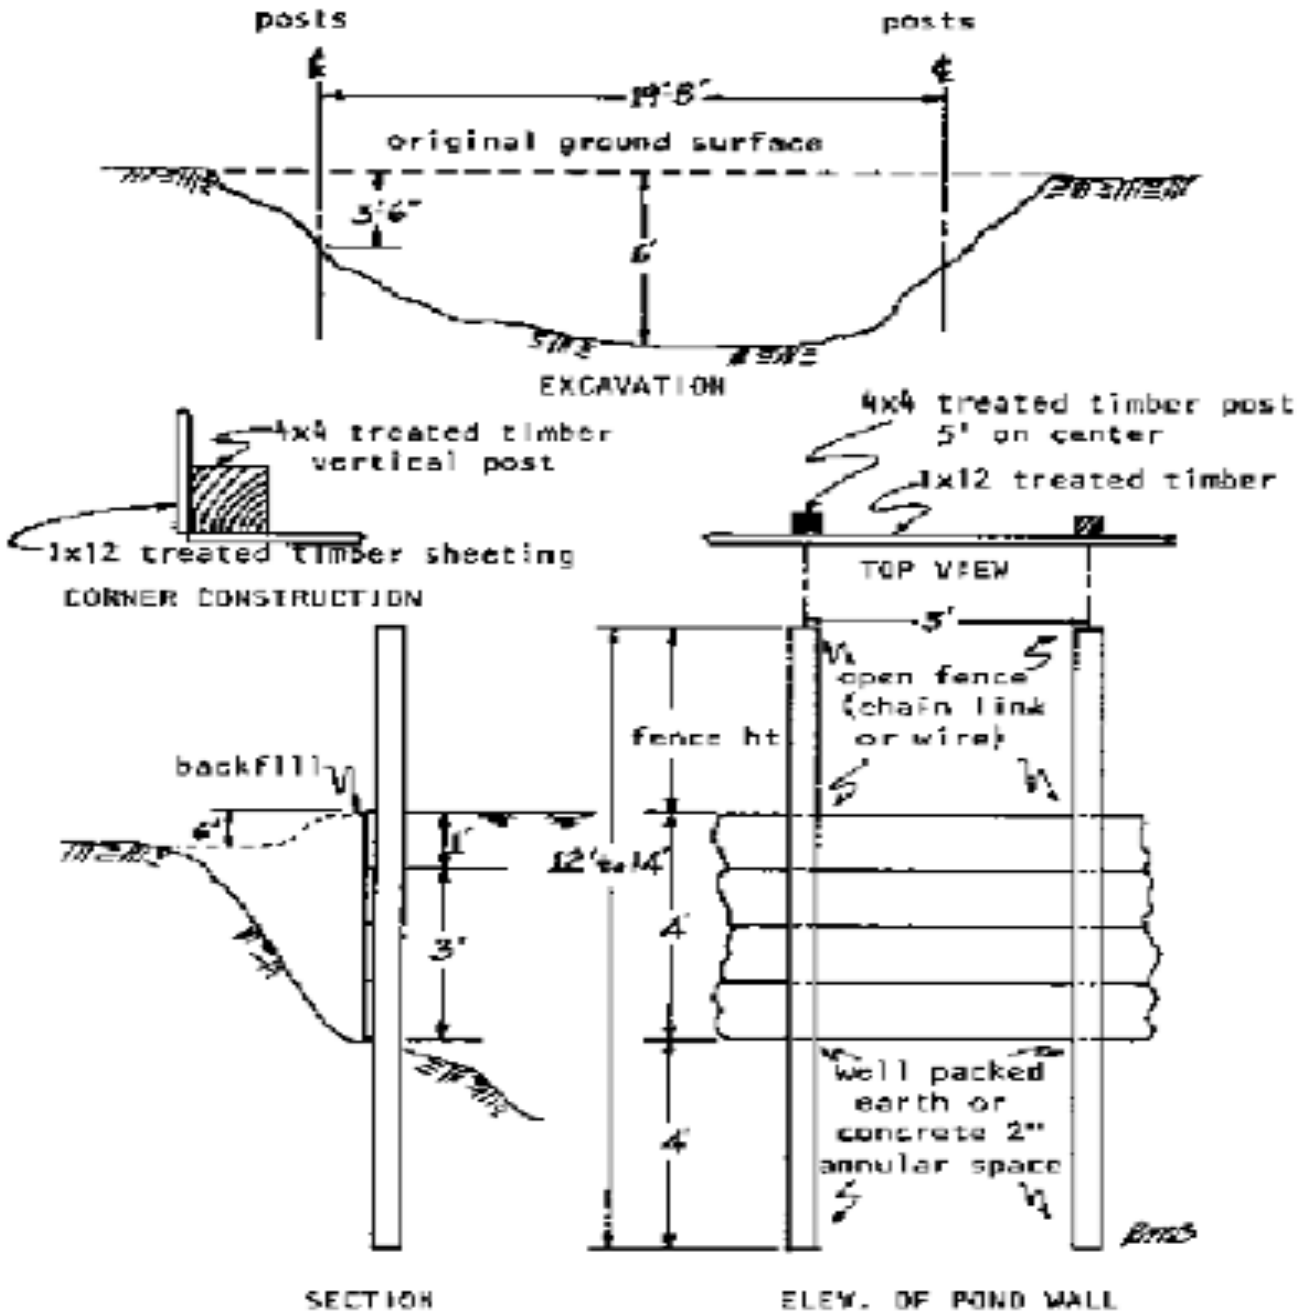 posts
posts
℄
℄
19'-8"
original ground surface
3'6"
6'
EXCAVATION
4x4 treated timber post
5' on center
1x12 treated timber
4x4 treated timber
vertical post
1x12 treated timber sheeting
CORNER CONSTRUCTION
TOP VIEW
5'
open fence
(chain link
or wire)
fence ht.
backfill
6"
1'
12' to 14'
3'
4'
well packed
earth or
concrete 2"
annular space
4'
SECTION
ELEV. OF POND WALL